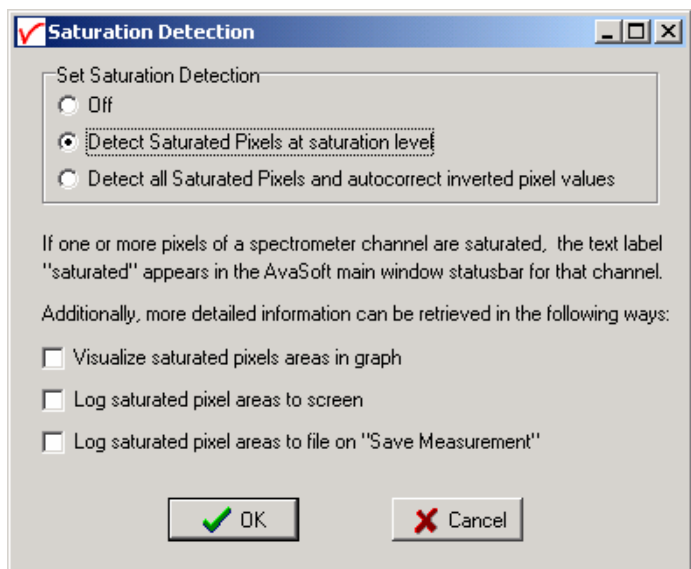 Saturation Detection
Set Saturation Detection
Off
Detect Saturated Pixels at saturation level
Detect all Saturated Pixels and autocorrect inverted pixel values
If one or more pixels of a spectrometer channel are saturated, the text label
"saturated" appears in the AvaSoft main window statusbar for that channel.
Additionally, more detailed information can be retrieved in the following ways:
Visualize saturated pixels areas in graph
Log saturated pixel areas to screen
Log saturated pixel areas to file on "Save Measurement"
OK
Cancel